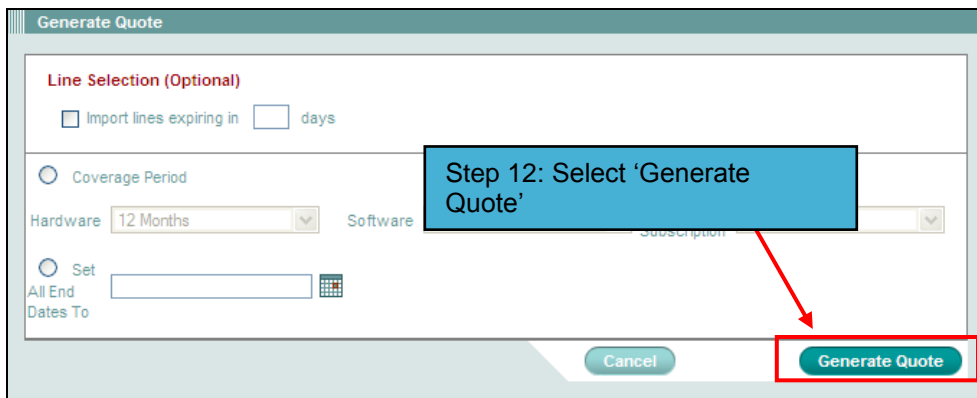 Generate Quote
Line Selection (Optional)
Import lines expiring in days
Coverage Period
Step 12: Select ‘Generate
Quote’
Hardware 12 Months Software Subscription
Set
All End
Dates To
Cancel Generate Quote